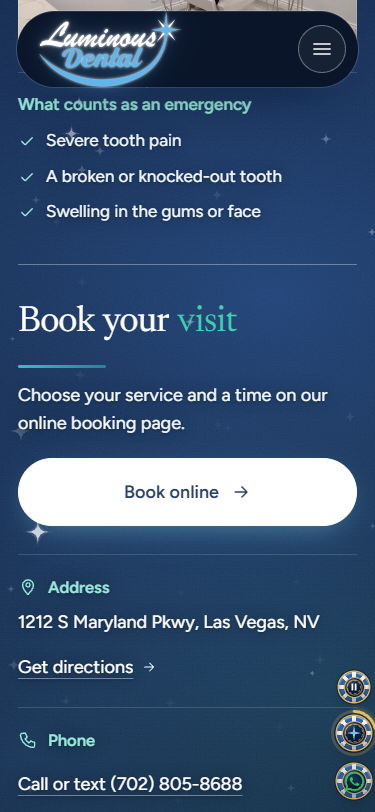 Luminous
Dental
What counts as an emergency
Severe tooth pain
A broken or knocked-out tooth
Swelling in the gums or face
Book your visit
Choose your service and a time on our
online booking page.
Book online
Address
1212 S Maryland Pkwy, Las Vegas, NV
Get directions
Phone
Call or text (702) 805-8688